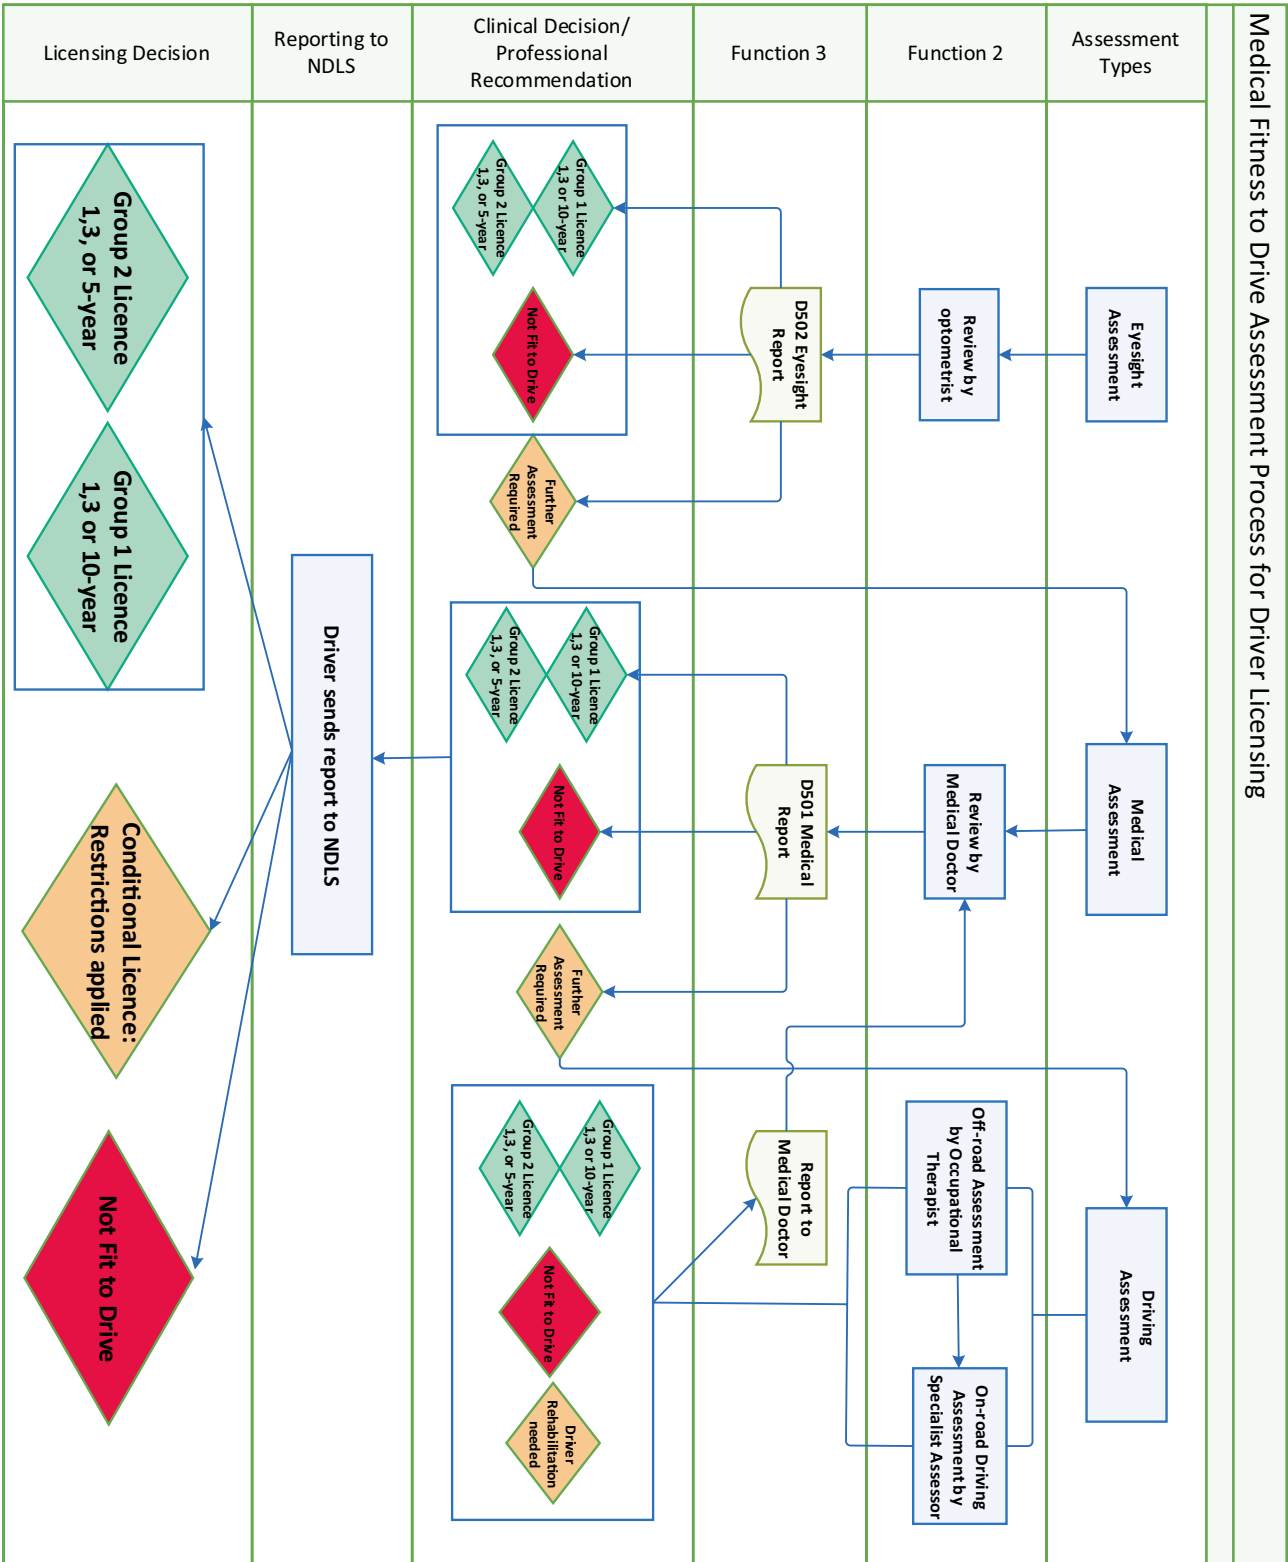 Medical Fitness to Drive Assessment Process for Driver Licensing
Assessment
Types
Function 2
Function 3
Clinical Decision/
Professional
Recommendation
Reporting to
NDLS
Licensing Decision
Eyesight
Assessment
Medical
Assessment
Driving
Assessment
Review by
optometrist
Review by
Medical Doctor
Off-road Assessment
by Occupational
Therapist
On-road Driving
Assessment by
Specialist Assessor
D502 Eyesight
Report
D501 Medical
Report
Report to
Medical Doctor
Group 1 Licence
1,3 or 10-year
Group 2 Licence
1,3, or 5-year
Not Fit to Drive
Further
Assessment
Required
Group 1 Licence
1,3 or 10-year
Group 2 Licence
1,3, or 5-year
Not Fit to Drive
Further
Assessment
Required
Group 1 Licence
1,3 or 10-year
Group 2 Licence
1,3, or 5-year
Not Fit to Drive
Driver
Rehabilitation
needed
Driver sends report to NDLS
Group 2 Licence
1,3, or 5-year
Group 1 Licence
1,3 or 10-year
Conditional Licence:
Restrictions applied
Not Fit to Drive